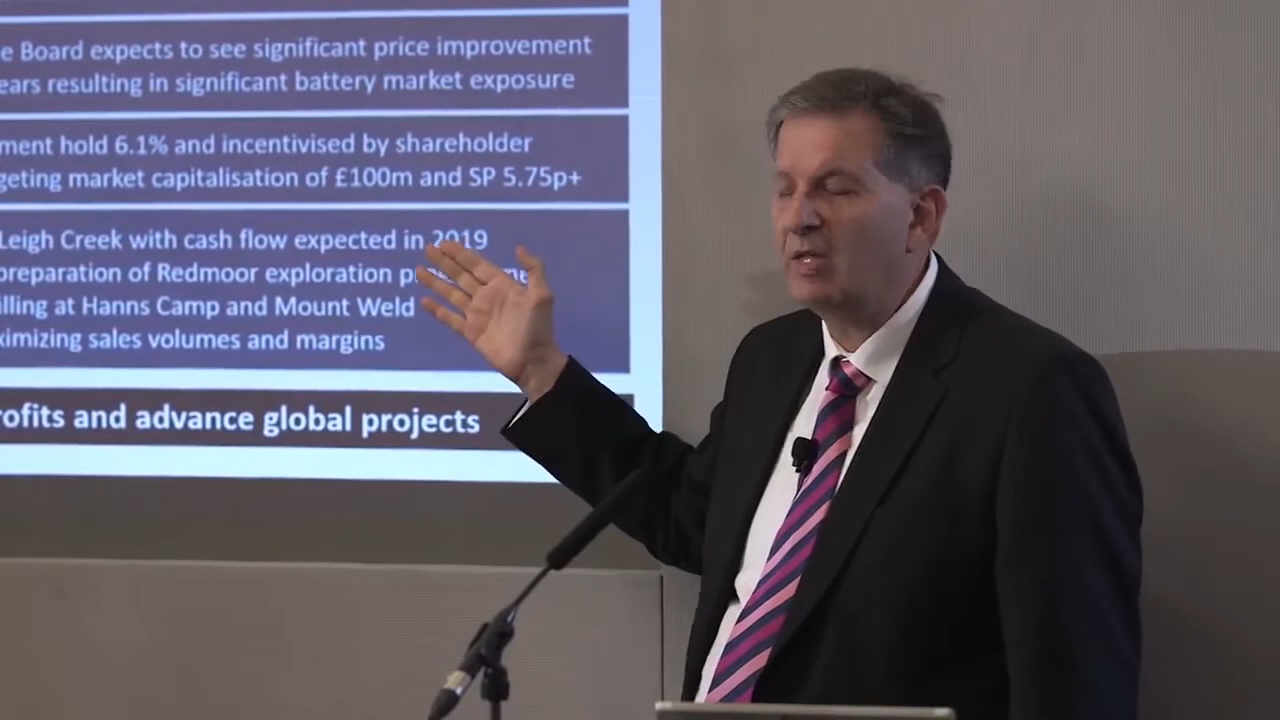 e Board expects to see significant price improvement
ears resulting in significant battery market exposure
ment hold 6.1% and incentivised by shareholder
geting market capitalisation of £100m and SP 5.75p+
Leigh Creek with cash flow expected in 2019
preparation of Redmoor exploration
illing at Hanns Camp and Mount Weld
ximizing sales volumes and margins
rofits and advance global projects